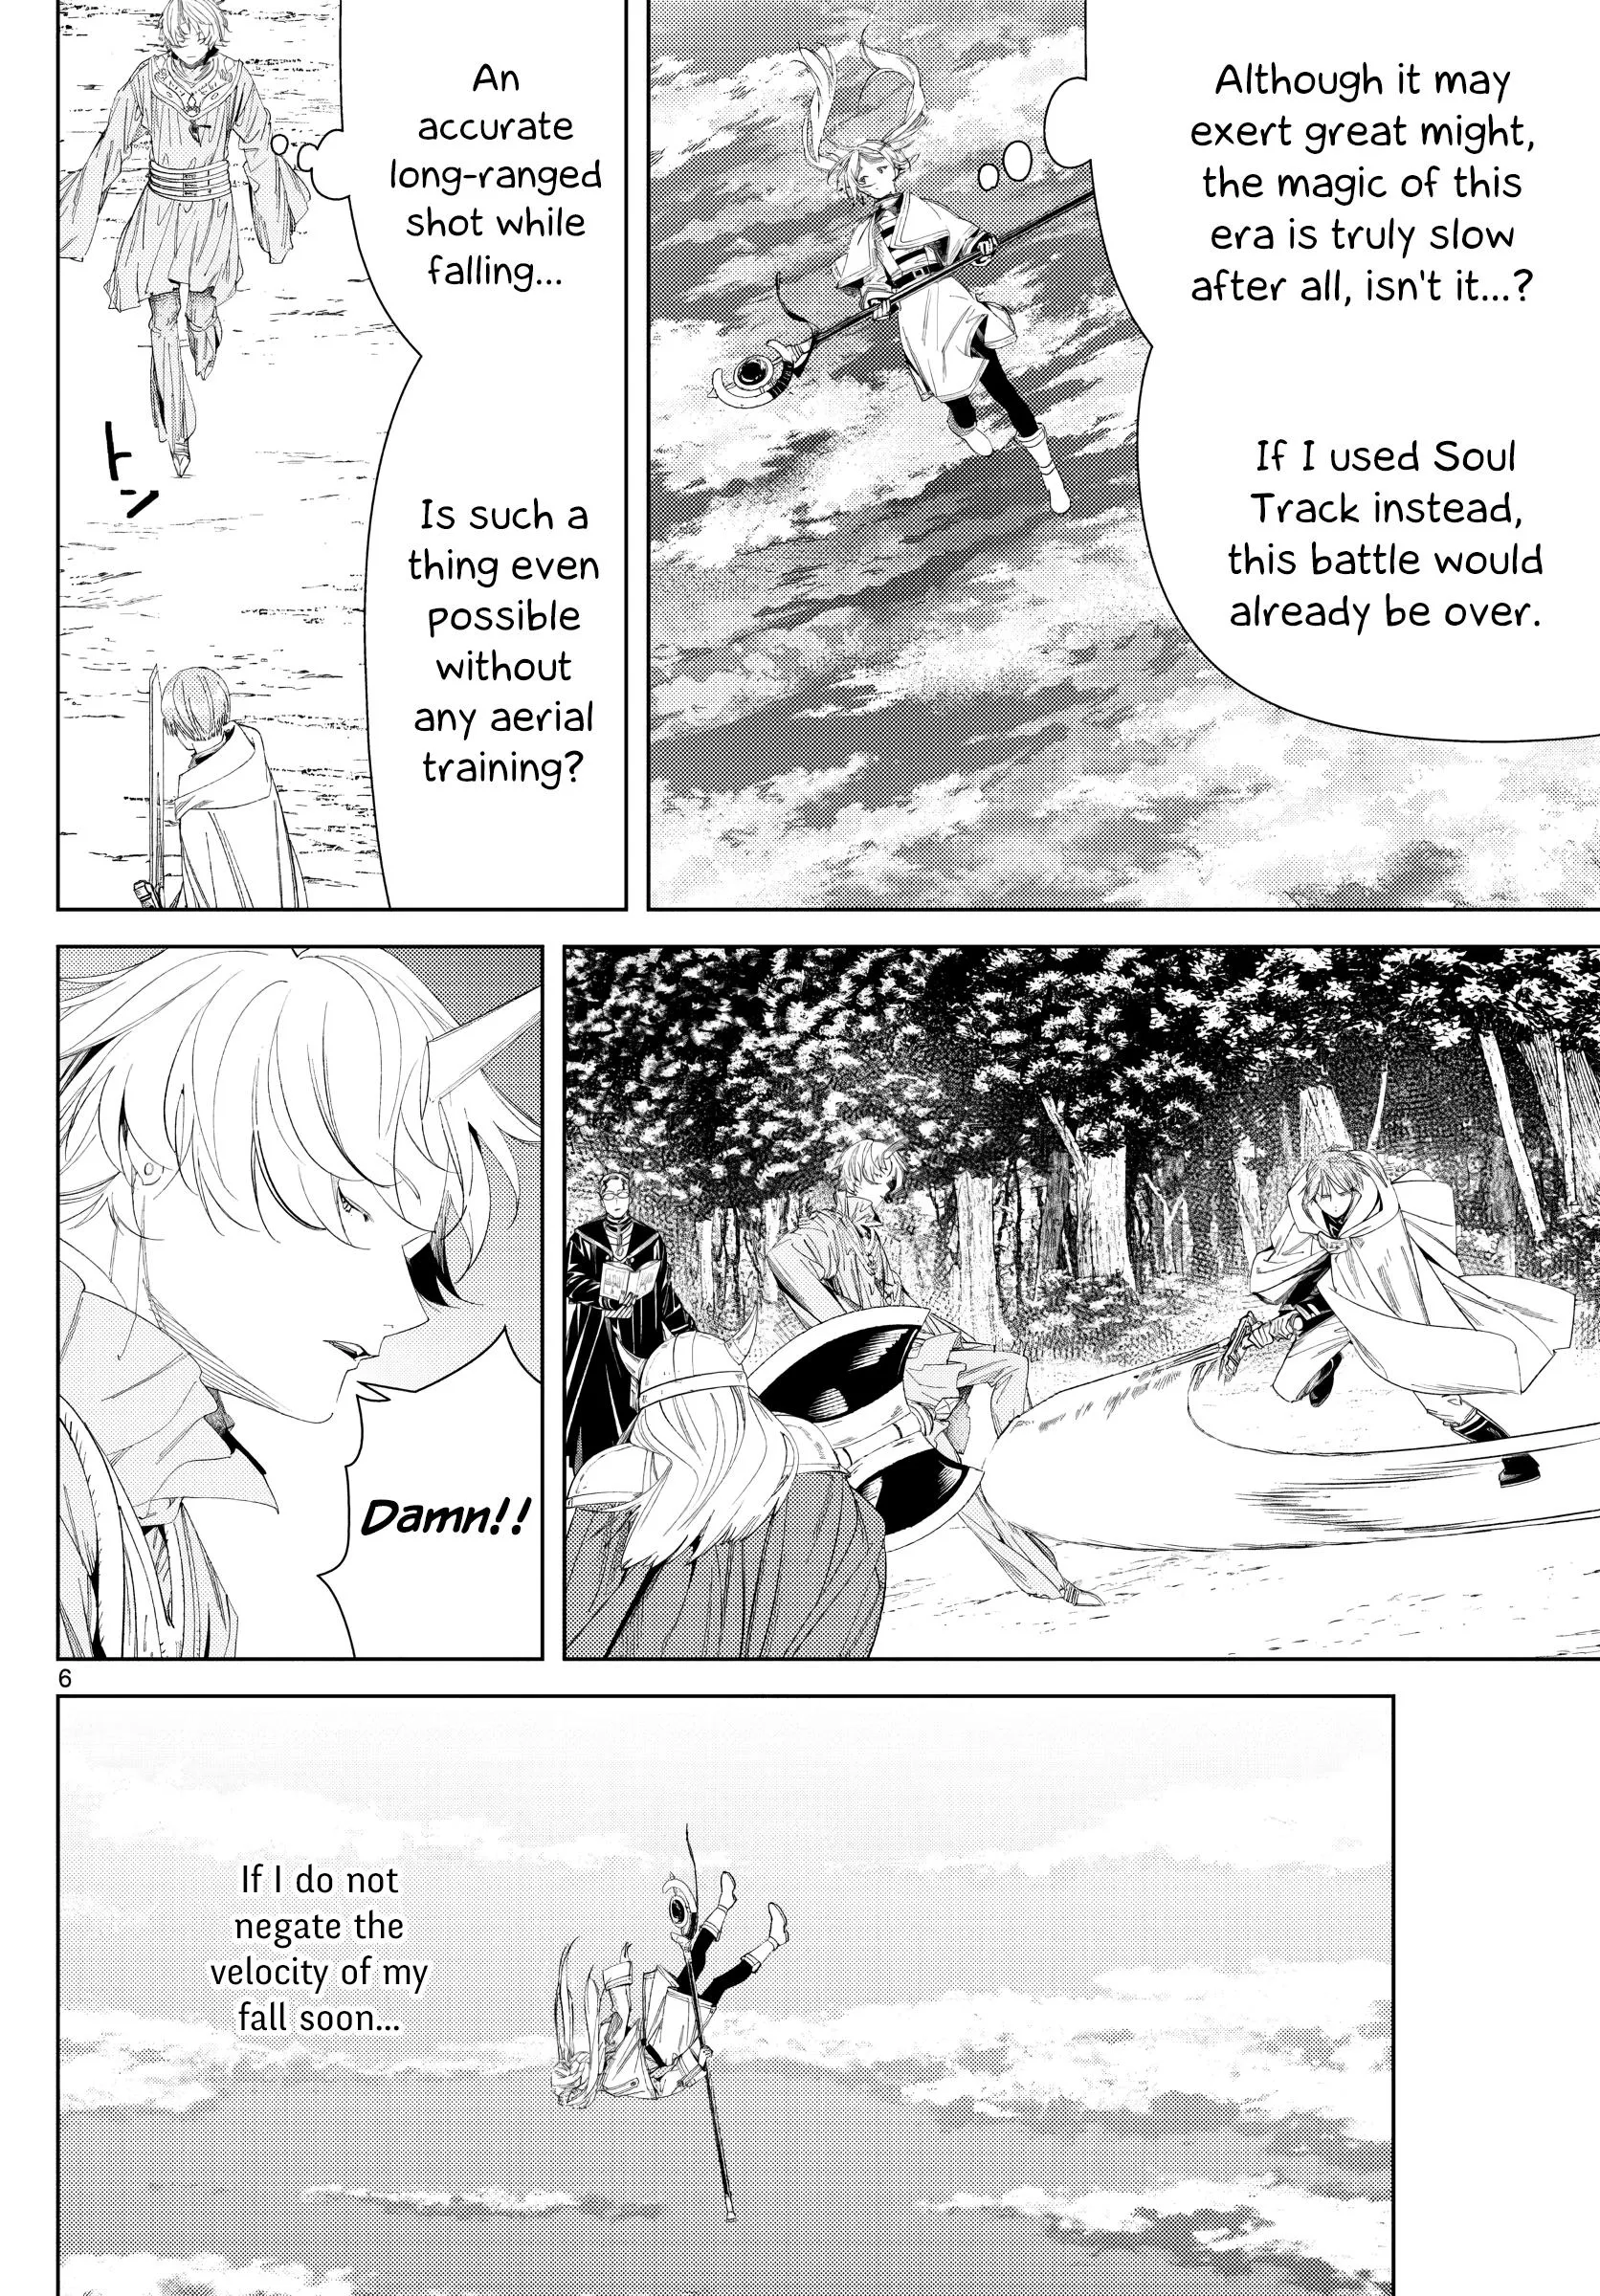 Although it may
exert great might,
the magic of this
era is truly slow
after all, isn't it...?
If I used Soul
Track instead,
this battle would
already be over.
An
accurate
long-ranged
shot while
falling...
Is such a
thing even
possible
without
any aerial
training?
トン
Damn!!
6
If I do not
negate the
velocity of my
fall soon...